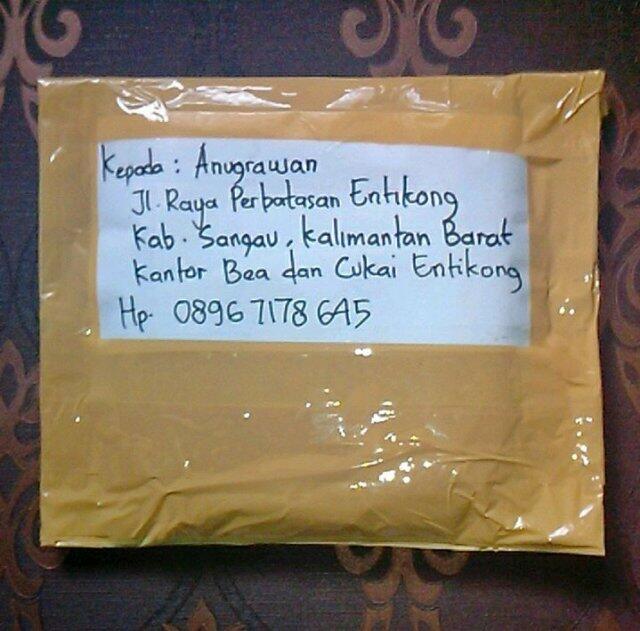 Kepada : Anugrawan
Jl. Raya Perbatasan Entikong
Kab. Sangau, Kalimantan Barat
Kantor Bea dan Cukai Entikong
Hp. 0896 7178 645